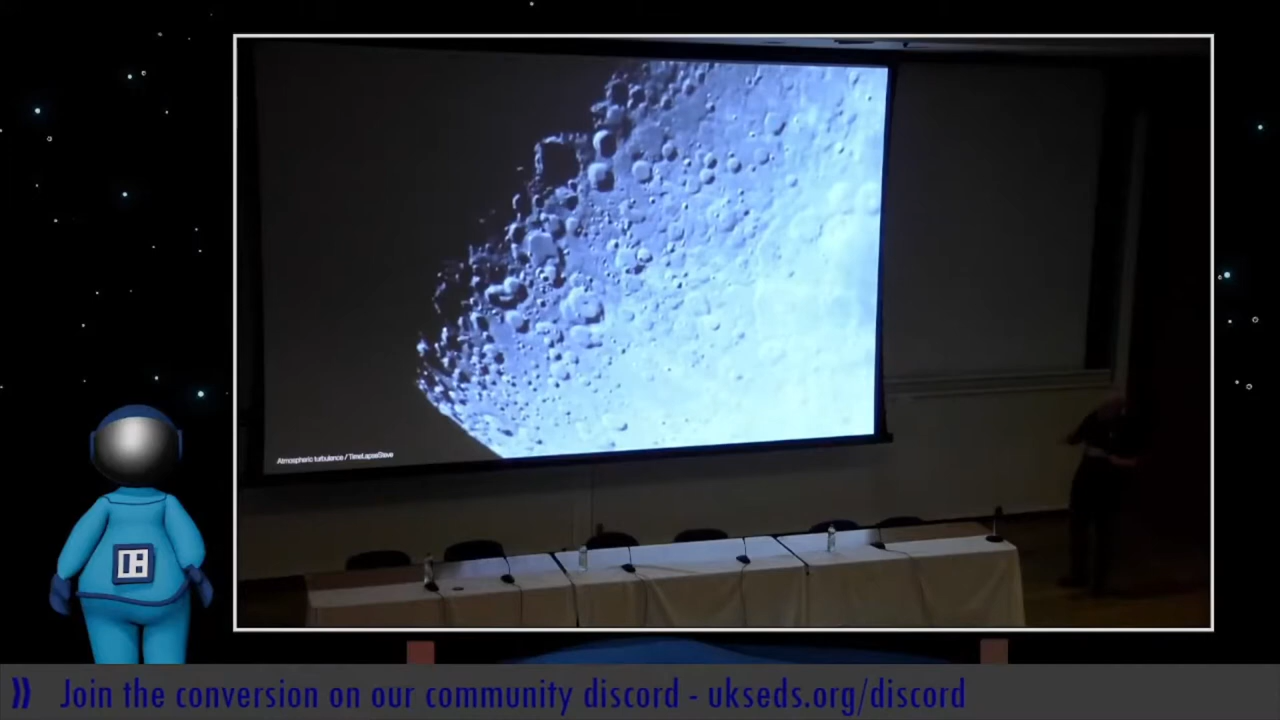 Atmospheric turbulence / TimeLapseSteve
⟫ Join the conversion on our community discord - ukseds.org/discord